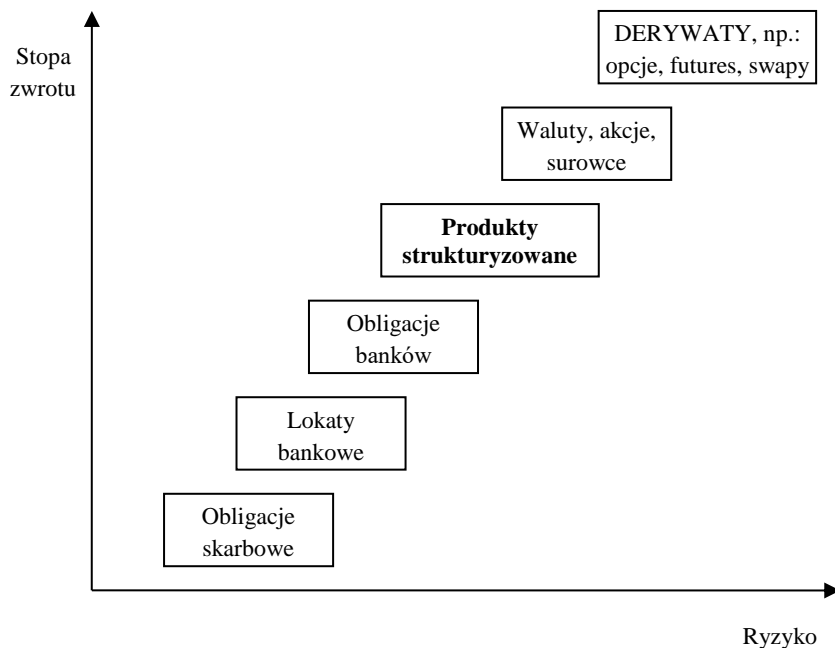 Stopa
zwrotu
DERYWATY, np.:
opcje, futures, swapy
Waluty, akcje,
surowce
Produkty
strukturyzowane
Obligacje
banków
Lokaty
bankowe
Obligacje
skarbowe
Ryzyko